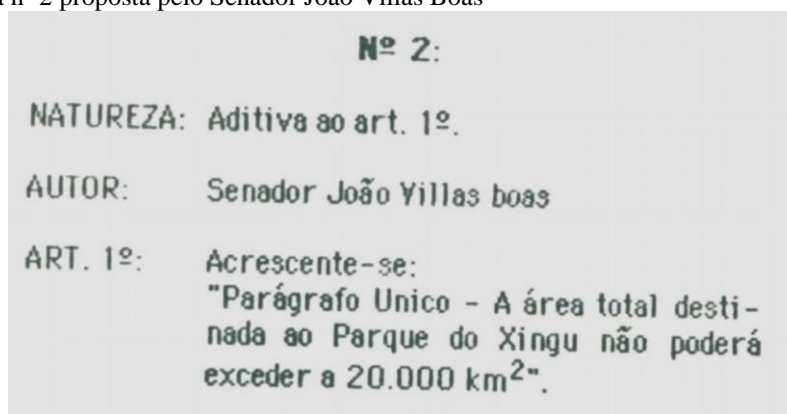 nº 2 proposta pelo Senador João Villas Boas
Nº 2:
NATUREZA: Aditiva ao art. 1º.
AUTOR: Senador João Villas boas
ART. 1º: Acrescente-se:
"Parágrafo Unico - A área total desti-
nada ao Parque do Xingu não poderá
exceder a 20.000 km²".